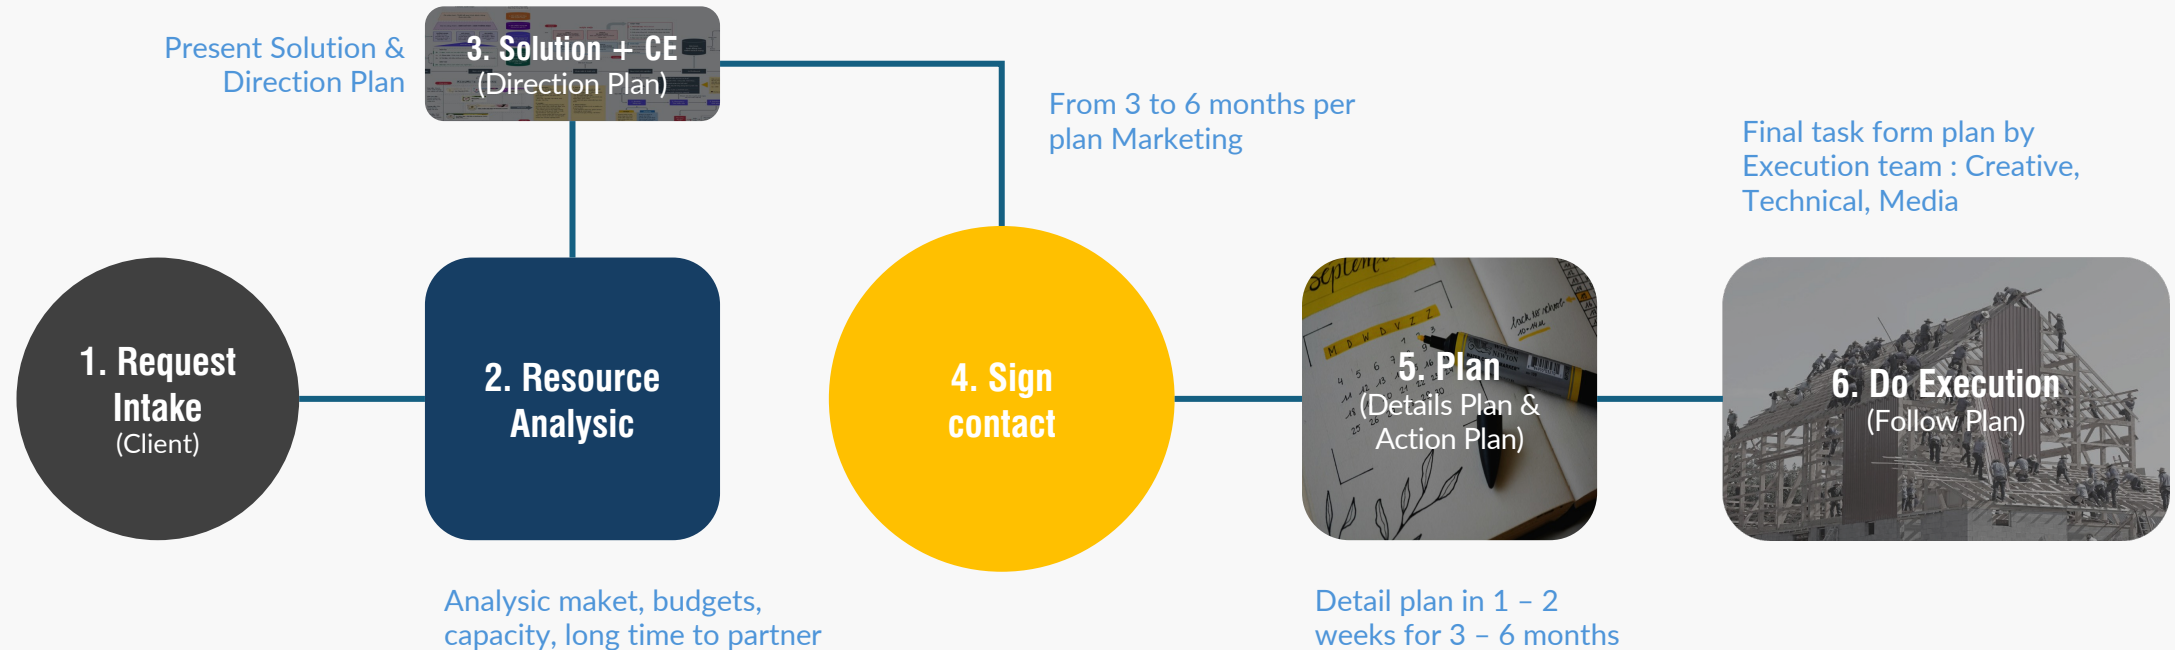 Present Solution &
Direction Plan
3. Solution + CE
(Direction Plan)
From 3 to 6 months per
plan Marketing
Final task form plan by
Execution team : Creative,
Technical, Media
1. Request
Intake
(Client)
2. Resource
Analysic
4. Sign
contact
5. Plan
(Details Plan &
Action Plan)
6. Do Execution
(Follow Plan)
Analysic maket, budgets,
capacity, long time to partner
Detail plan in 1 – 2
weeks for 3 – 6 months